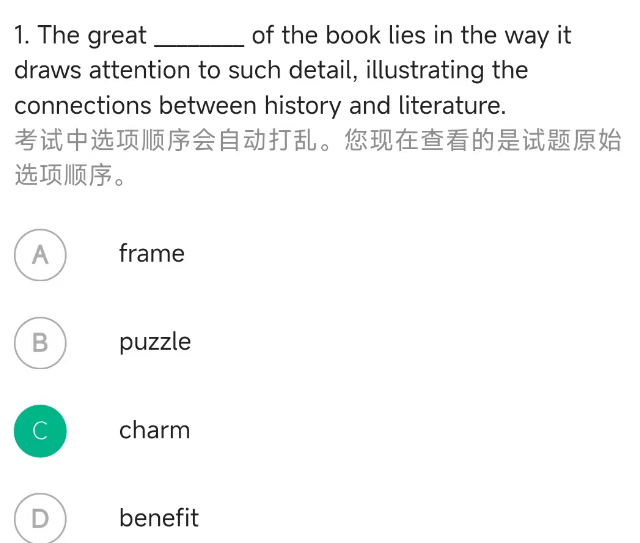 1. The great ________ of the book lies in the way it
draws attention to such detail, illustrating the
connections between history and literature.
考试中选项顺序会自动打乱。您现在查看的是试题原始
选项顺序。
A frame
B puzzle
C charm
D benefit